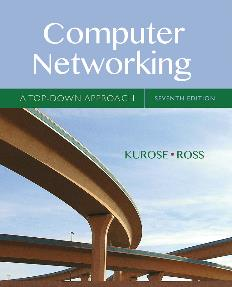 Computer
Networking
A TOP-DOWN APPROACH
SEVENTH EDITION
KUROSE • ROSS